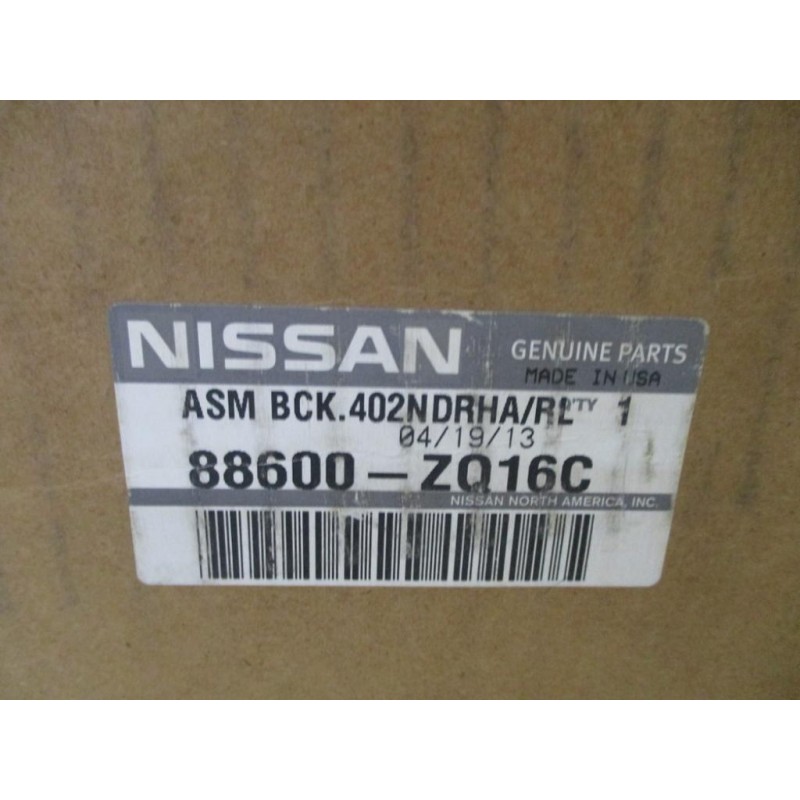 NISSAN GENUINE PARTS
MADE IN USA
ASM BCK.402NDRHA/RL Q'TY 1
04/19/13
88600-ZQ16C
NISSAN NORTH AMERICA, INC.